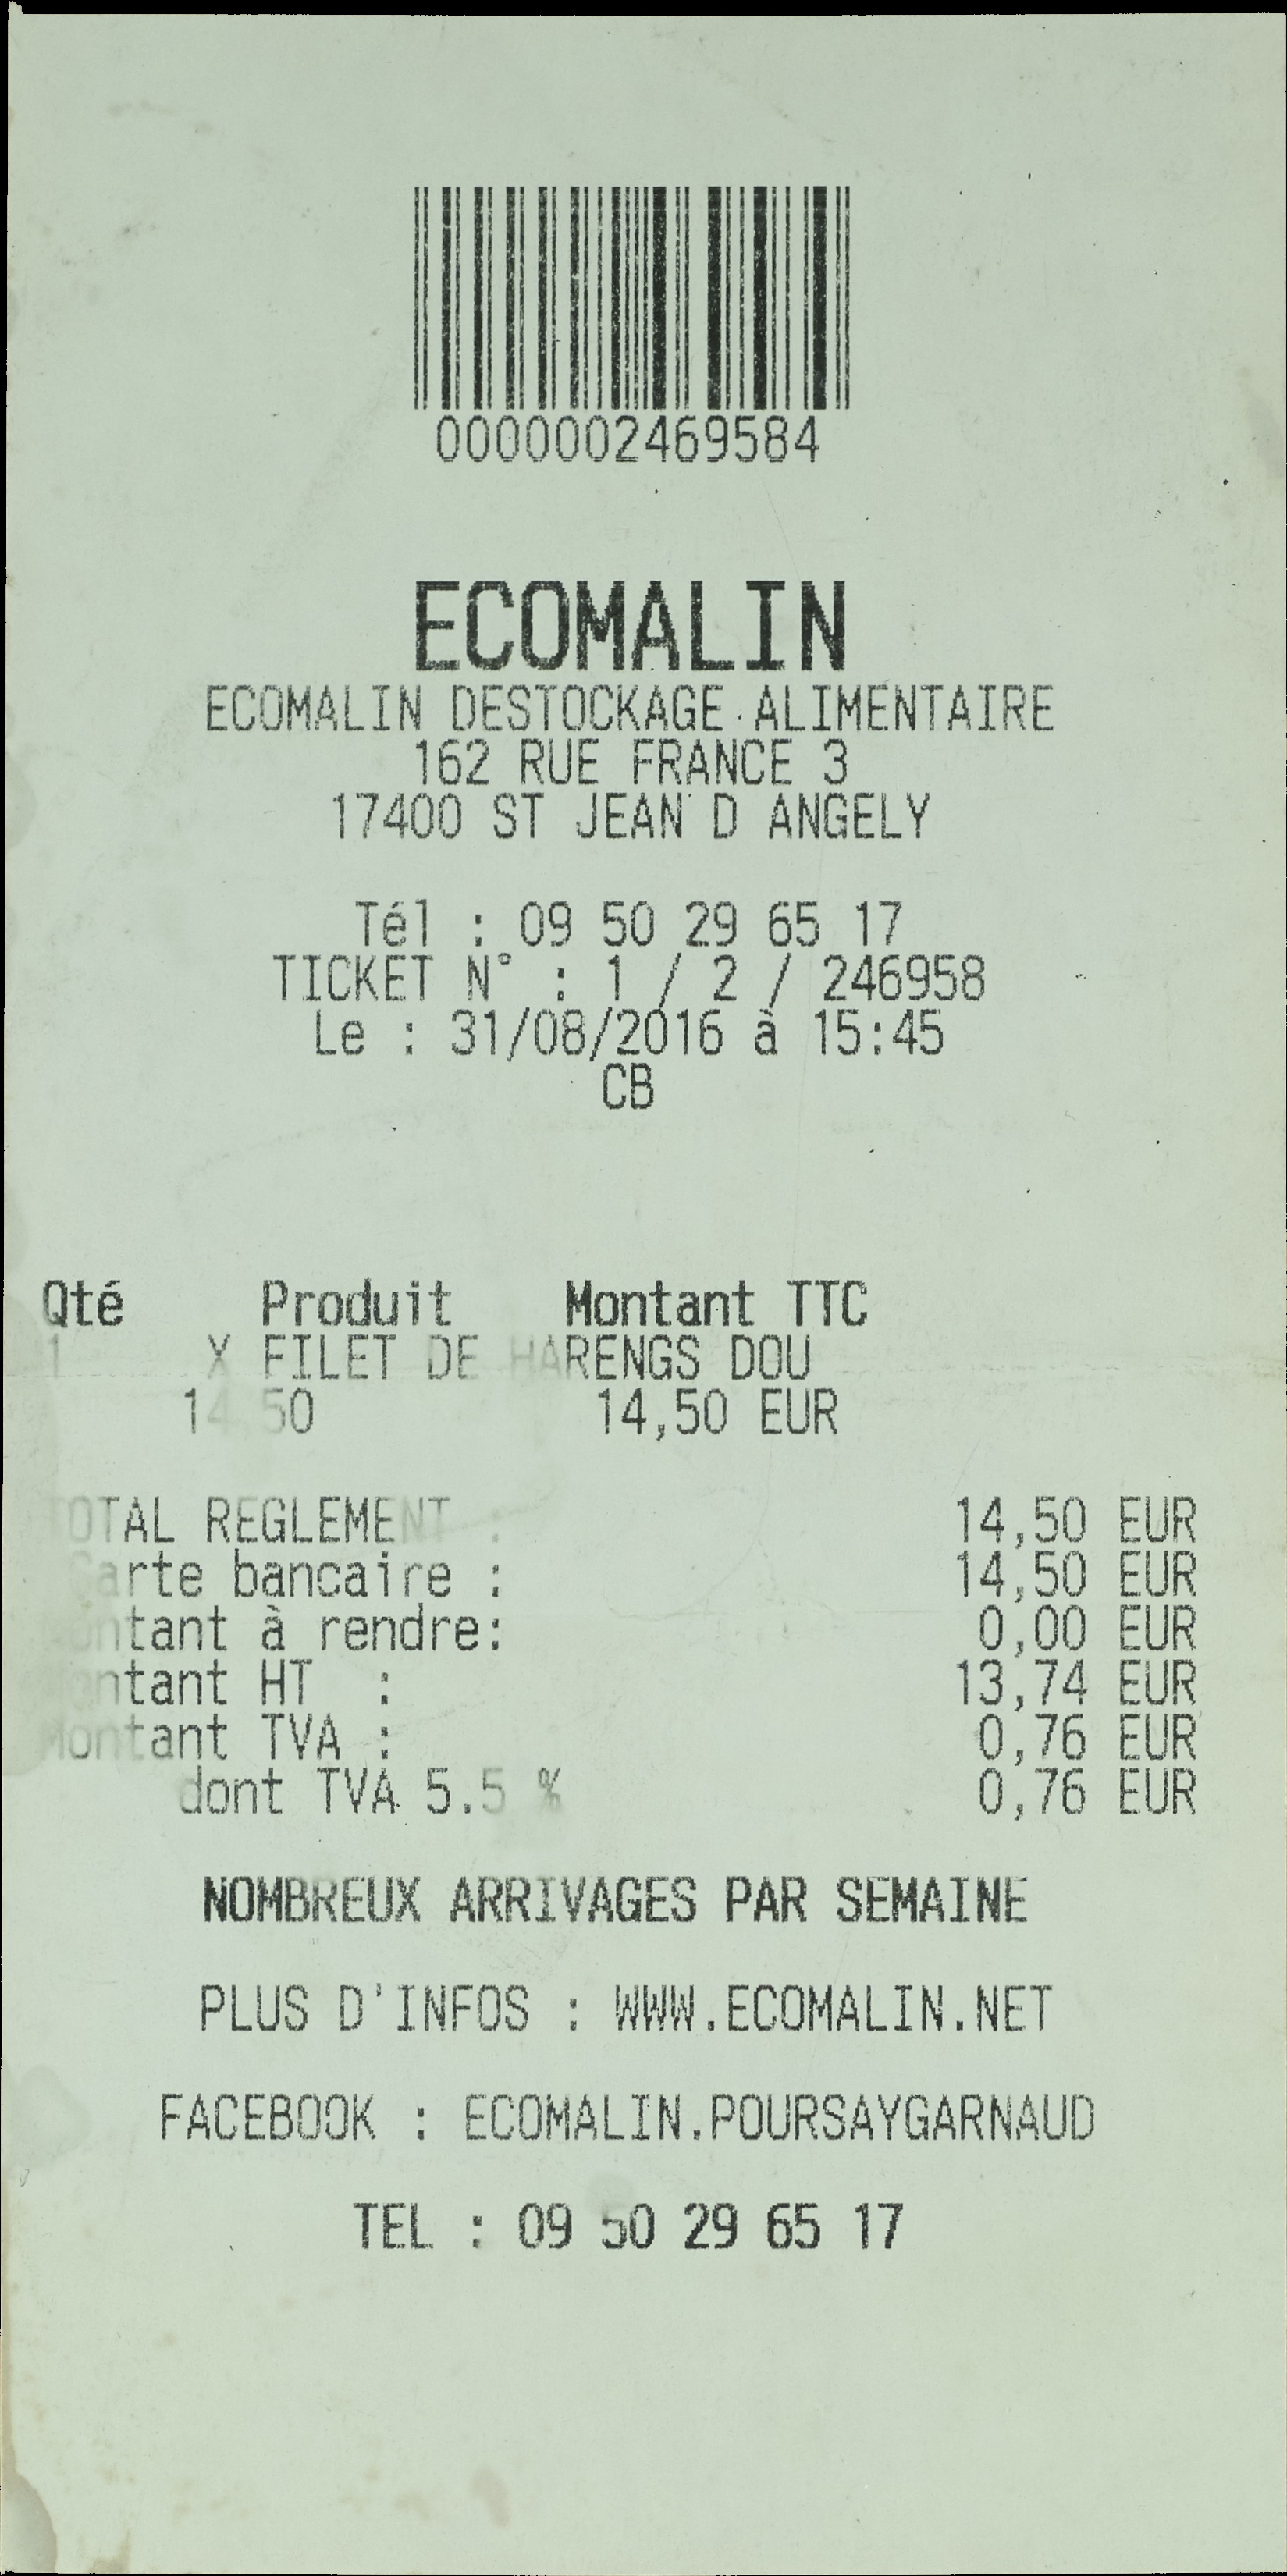 0000002469584
ECOMALIN
ECOMALIN DESTOCKAGE ALIMENTAIRE
162 RUE FRANCE 3
17400 ST JEAN D ANGELY
Tél : 09 50 29 65 17
TICKET N° : 1 / 2 / 246958
Le : 31/08/2016 à 15:45
CB
Qté Produit Montant TTC
1 X FILET DE HARENGS DOU
14,50 14,50 EUR
TOTAL REGLEMENT : 14,50 EUR
Carte bancaire : 14,50 EUR
Montant à rendre: 0,00 EUR
Montant HT : 13,74 EUR
Montant TVA : 0,76 EUR
dont TVA 5.5 % 0,76 EUR
NOMBREUX ARRIVAGES PAR SEMAINE
PLUS D'INFOS : WWW.ECOMALIN.NET
FACEBOOK : ECOMALIN.POURSAYGARNAUD
TEL : 09 50 29 65 17